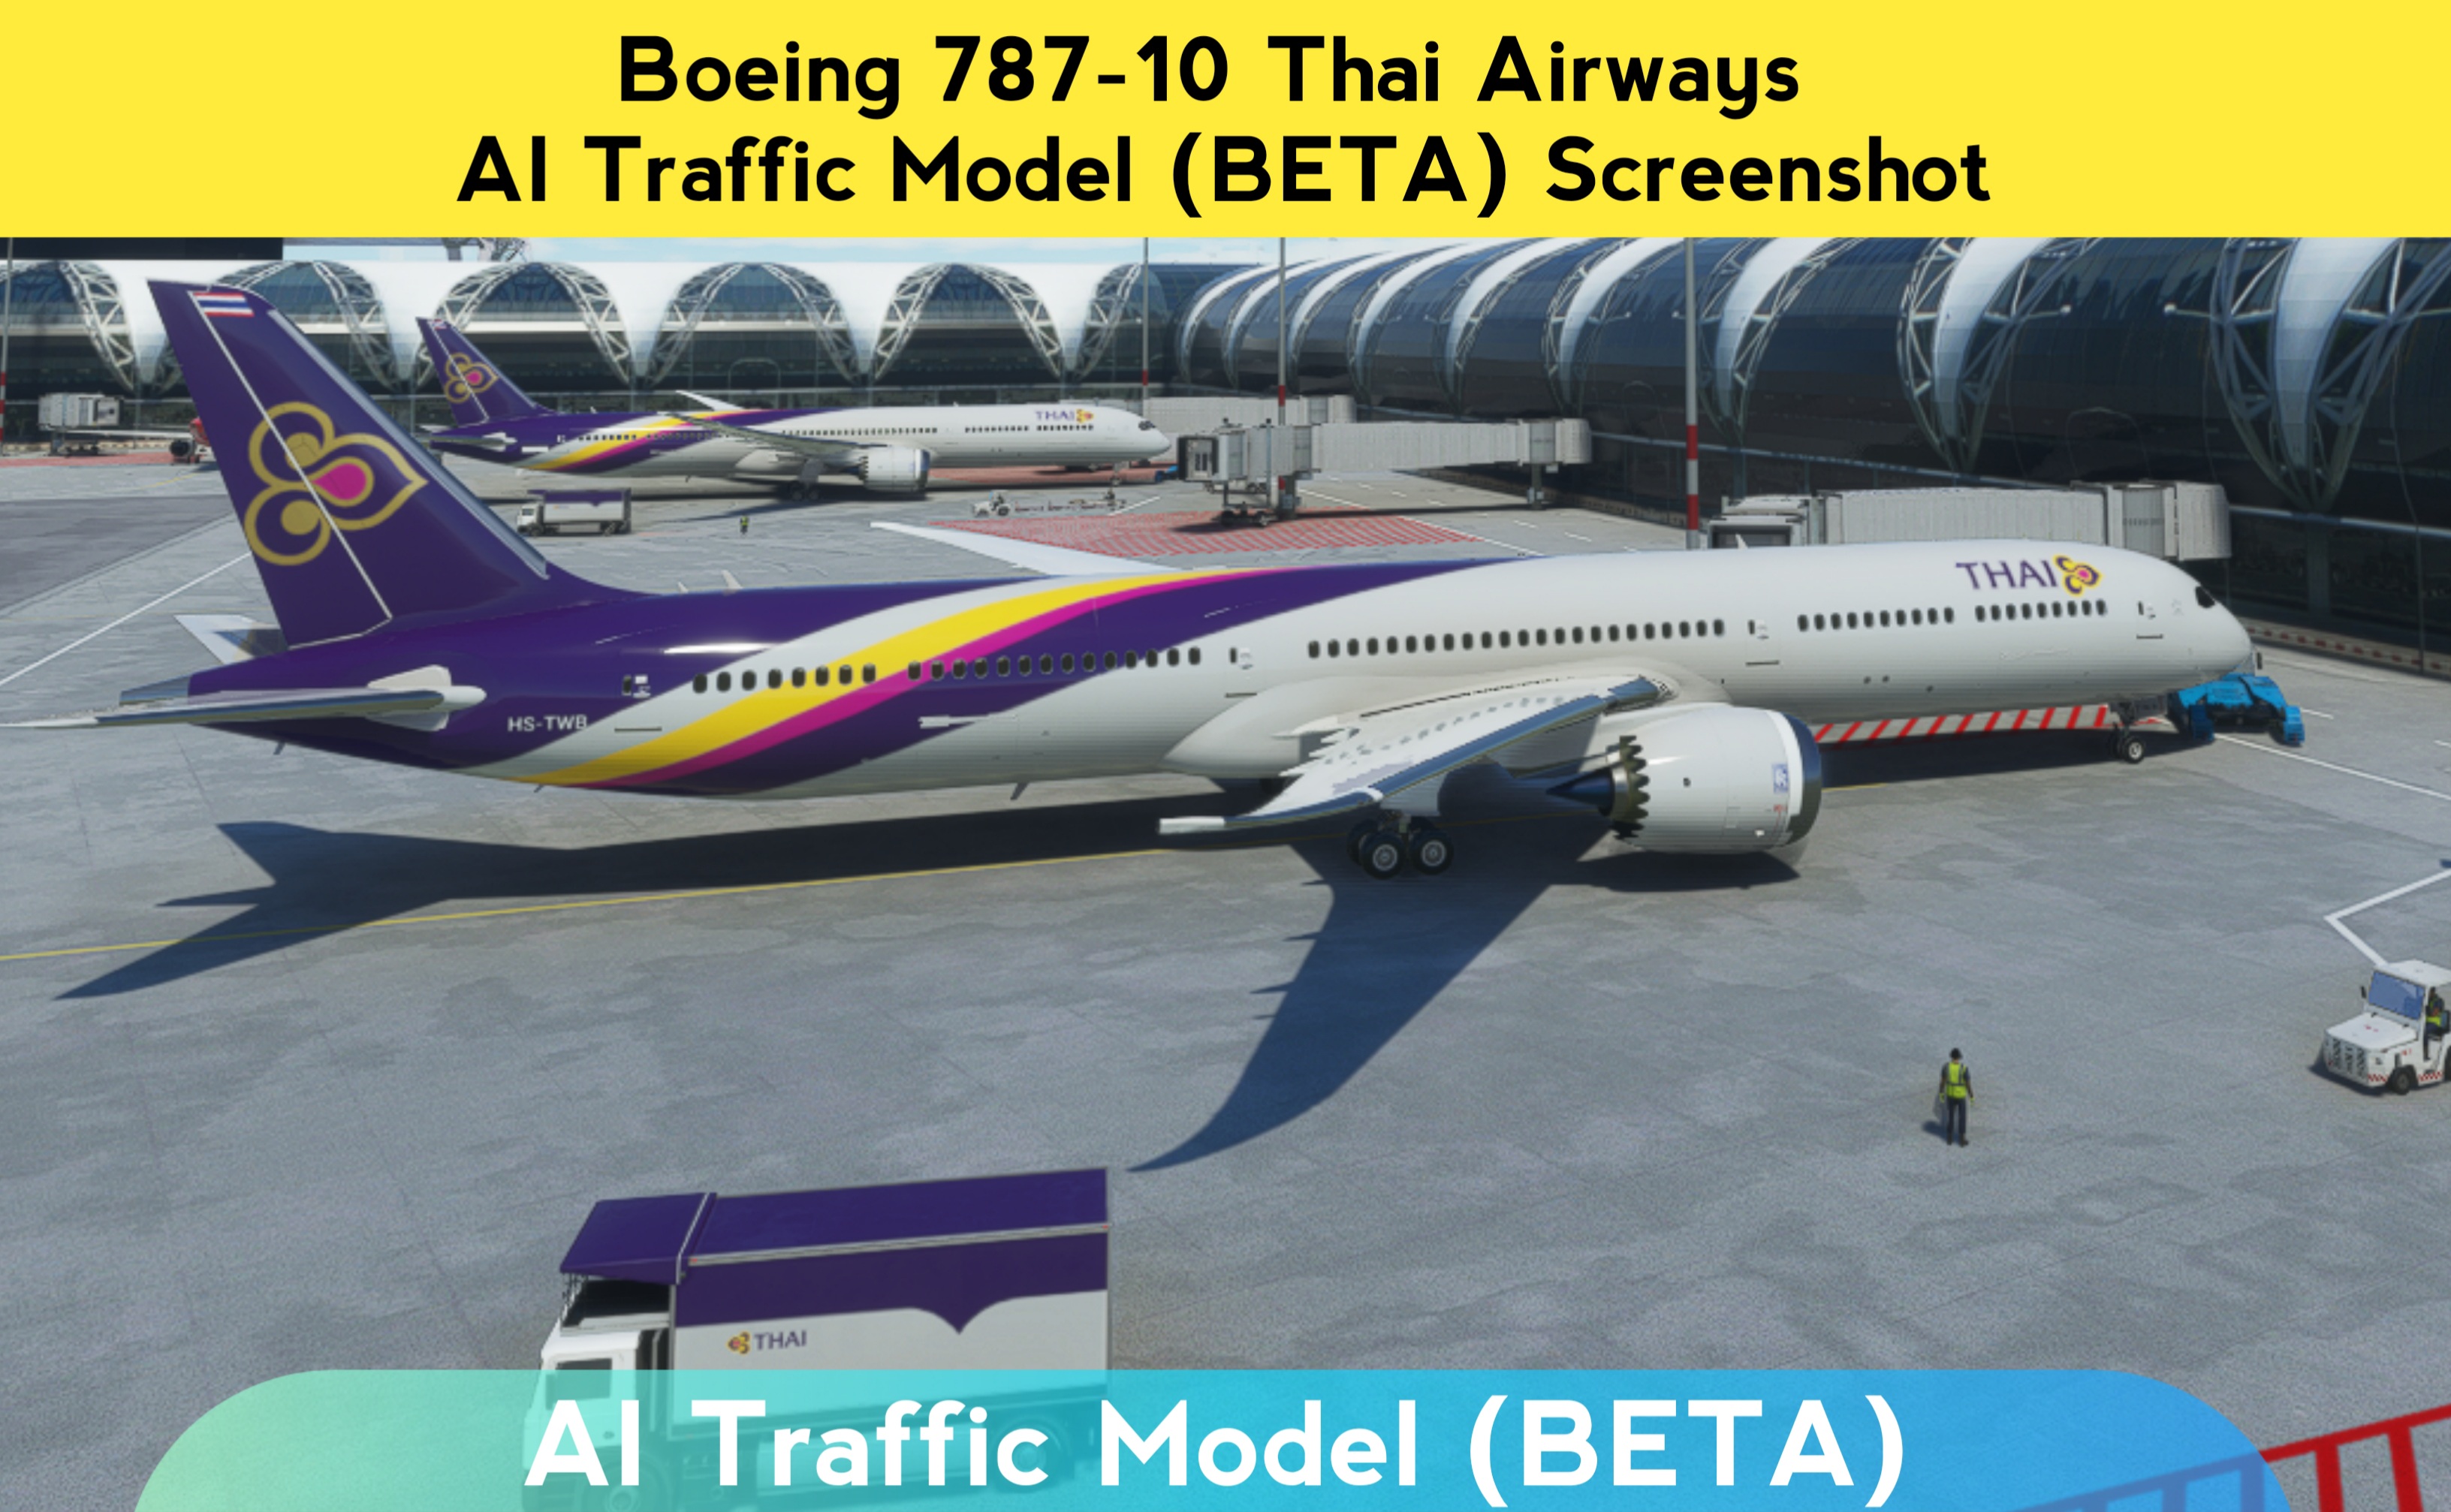 Boeing 787-10 Thai Airways
AI Traffic Model (BETA) Screenshot
THAI
THAI
HS-TWB
THAI
AI Traffic Model (BETA)